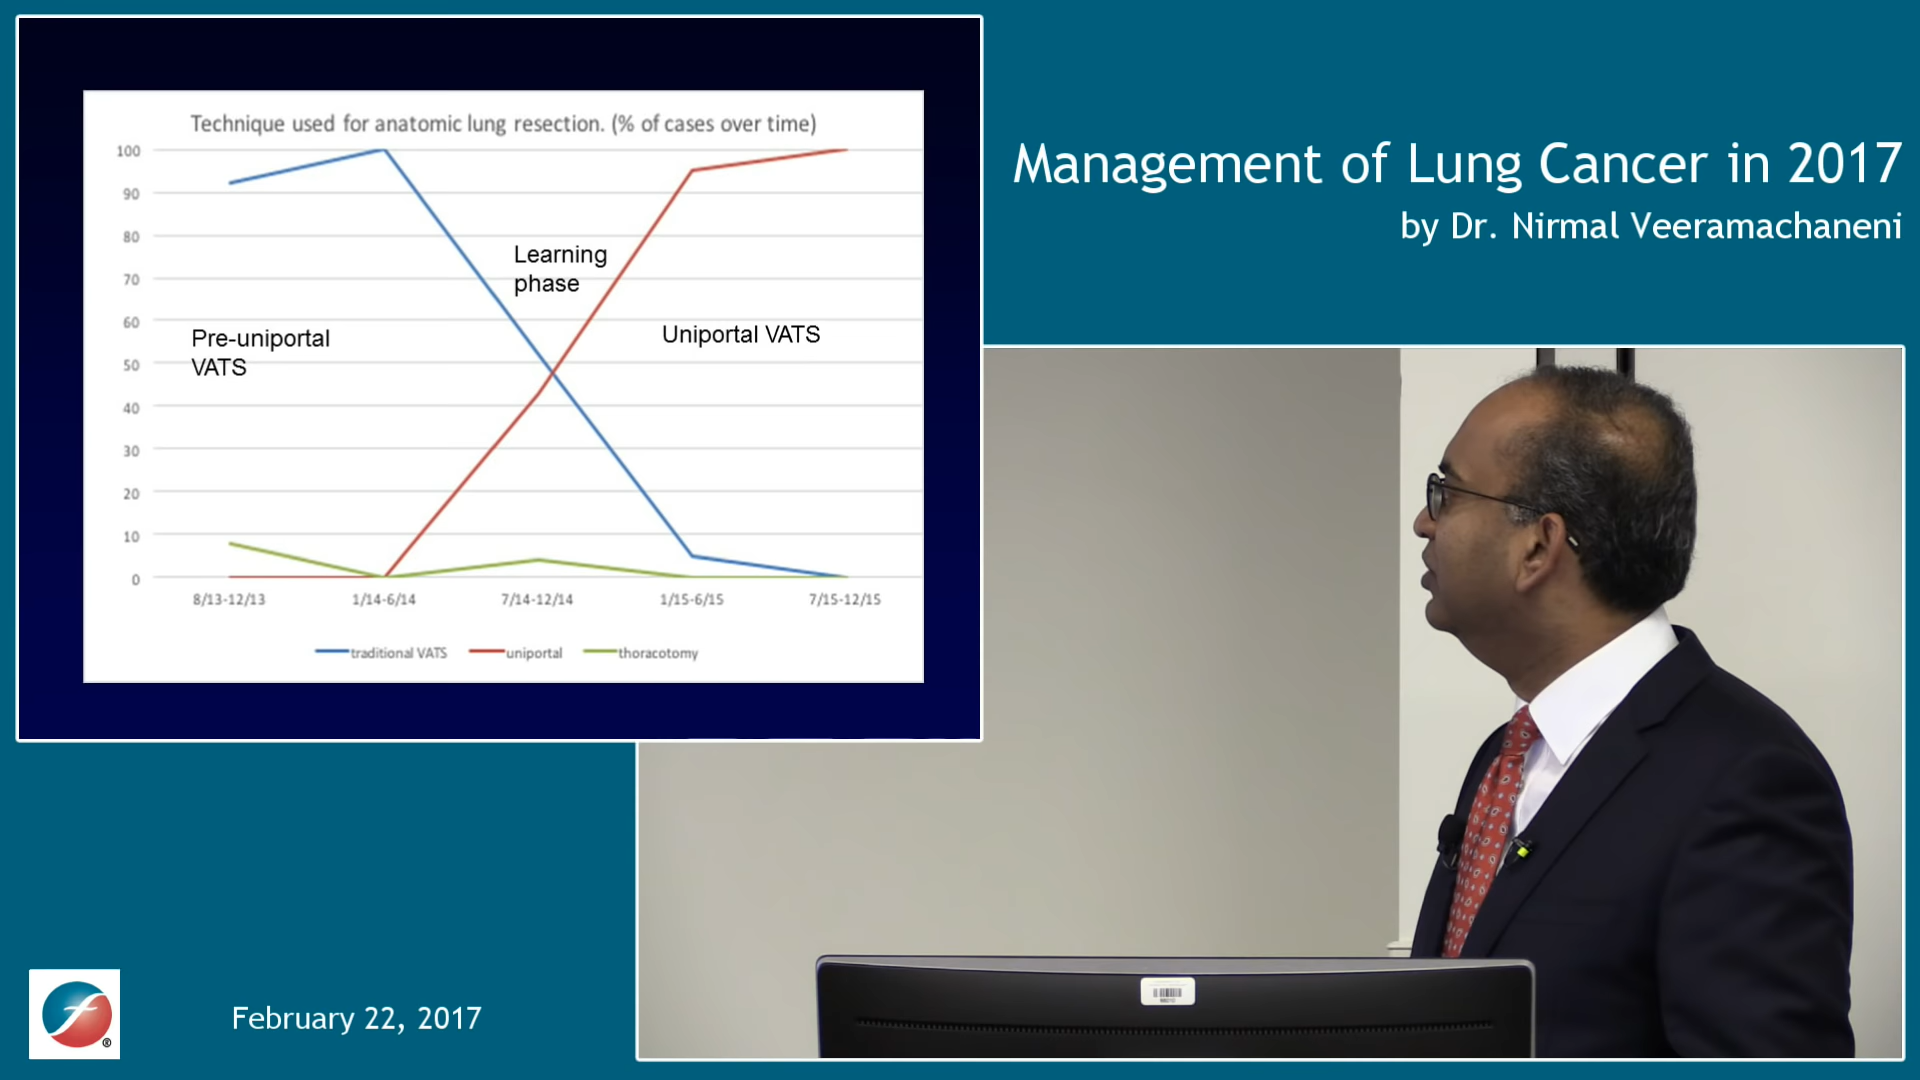 Technique used for anatomic lung resection. (% of cases over time)
100
90
80
70
60
50
40
30
20
10
0
Learning
phase
Pre-uniportal
VATS
Uniportal VATS
8/13-12/13
1/14-6/14
7/14-12/14
1/15-6/15
7/15-12/15
traditional VATS
uniportal
thoracotomy
Management of Lung Cancer in 2017
by Dr. Nirmal Veeramachaneni
f
®
February 22, 2017